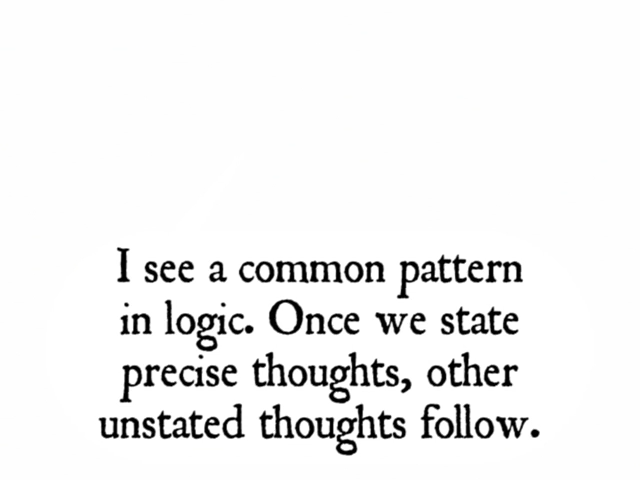 I see a common pattern
in logic. Once we state
precise thoughts, other
unstated thoughts follow.